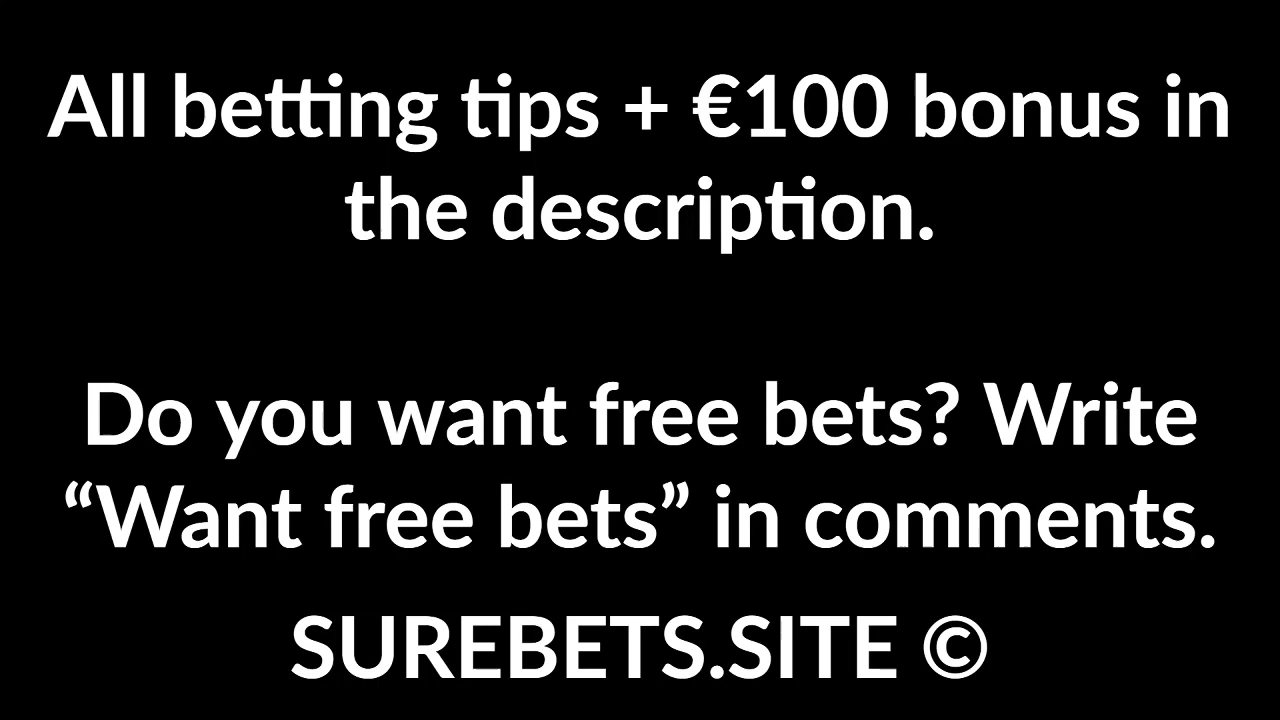 All betting tips + €100 bonus in
the description.
Do you want free bets? Write
“Want free bets” in comments.
SUREBETS.SITE ©